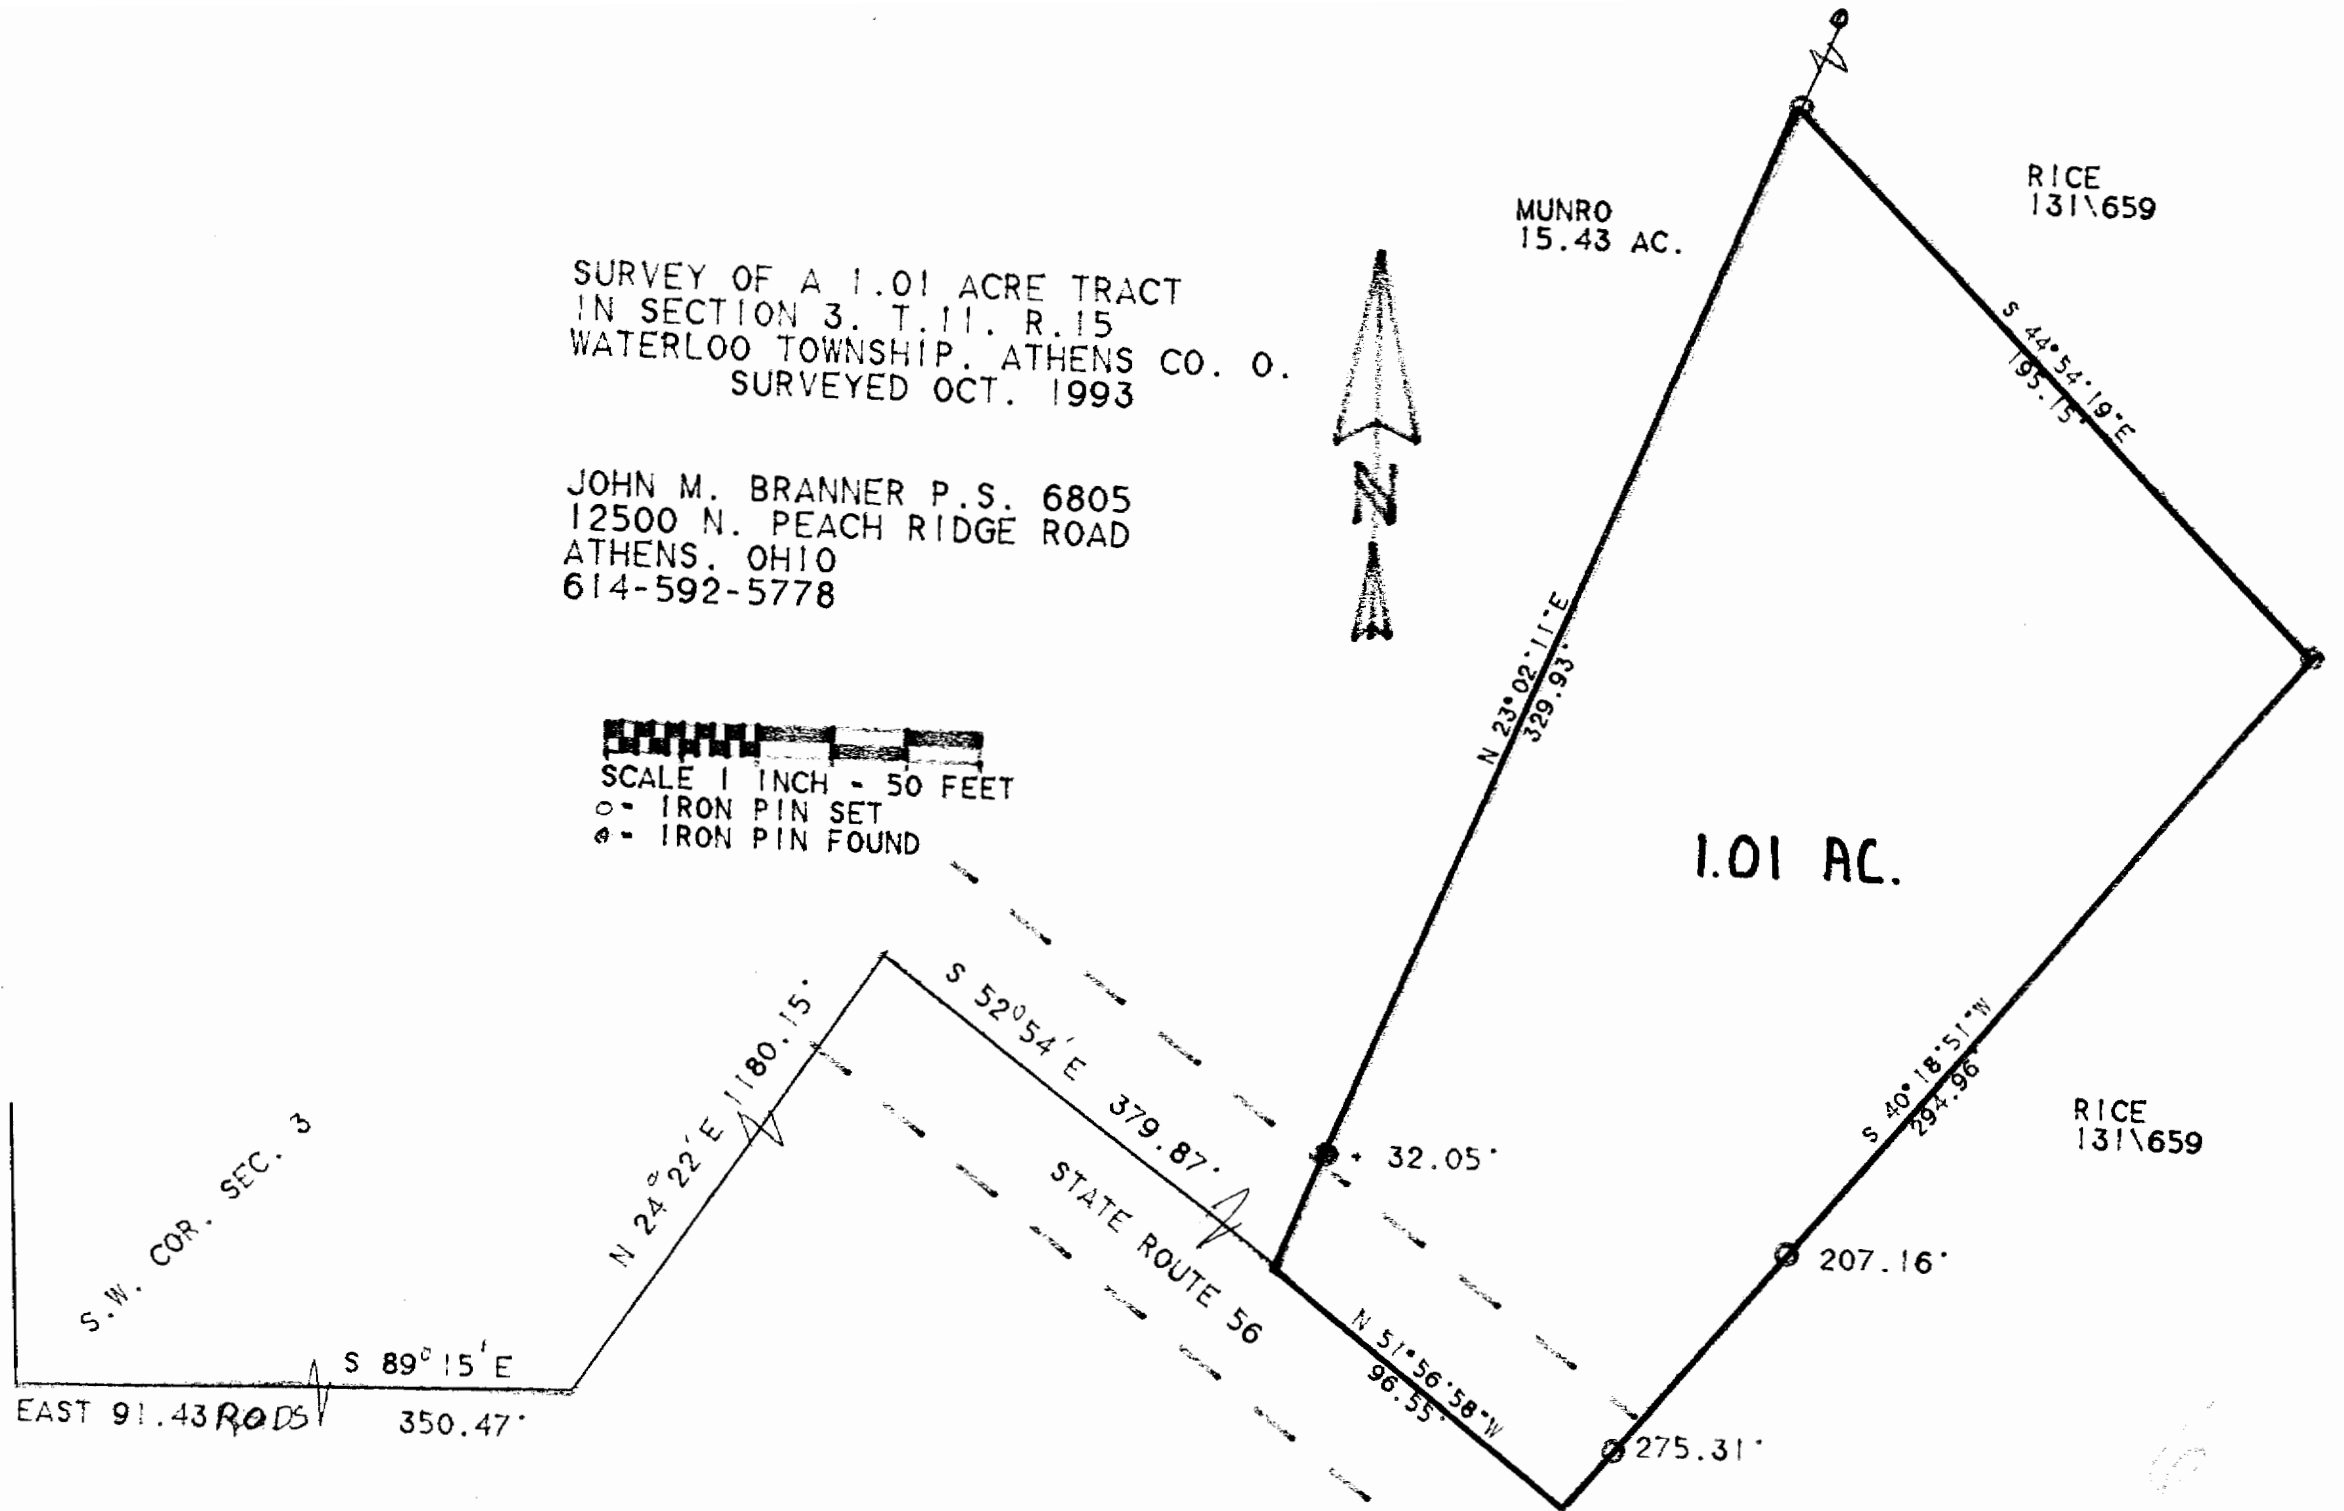 RICE
131\659
MUNRO
15.43 AC.
SURVEY OF A 1.01 ACRE TRACT
IN SECTION 3. T.11. R.15
WATERLOO TOWNSHIP. ATHENS CO. O.
SURVEYED OCT. 1993
N
S 44°54'19"E
195.15'
JOHN M. BRANNER P.S. 6805
12500 N. PEACH RIDGE ROAD
ATHENS. OHIO
614-592-5778
N 23°02'11"E
329.93'
SCALE 1 INCH - 50 FEET
o- IRON PIN SET
- IRON PIN FOUND
1.01 AC.
S 52°54'E 379.87'
N 24°22'E 1180.15'
STATE ROUTE 56
+ 32.05'
S 40°18'51"W
294.96'
RICE
131\659
S.W. COR. SEC. 3
207.16'
N 51°56'58"W
96.55'
275.31'
S 89°15'E
EAST 91.43 RODS
350.47'